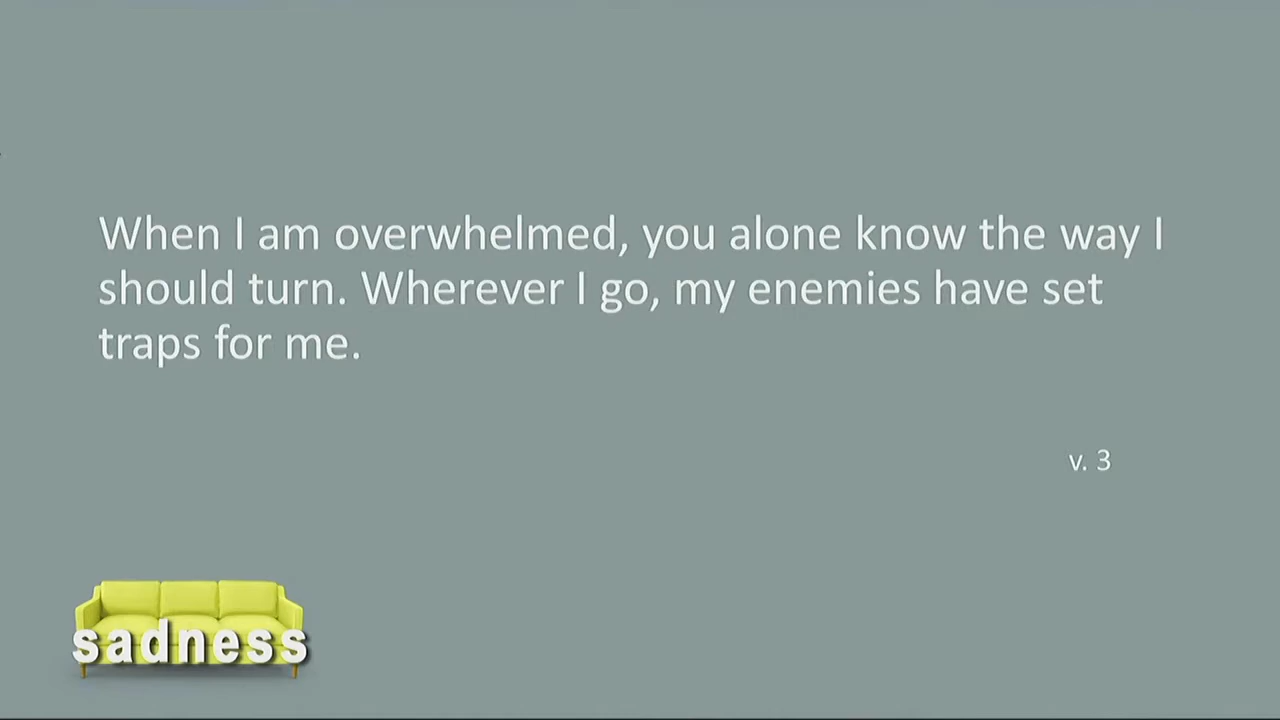 When I am overwhelmed, you alone know the way I
should turn. Wherever I go, my enemies have set
traps for me.
v. 3
sadness